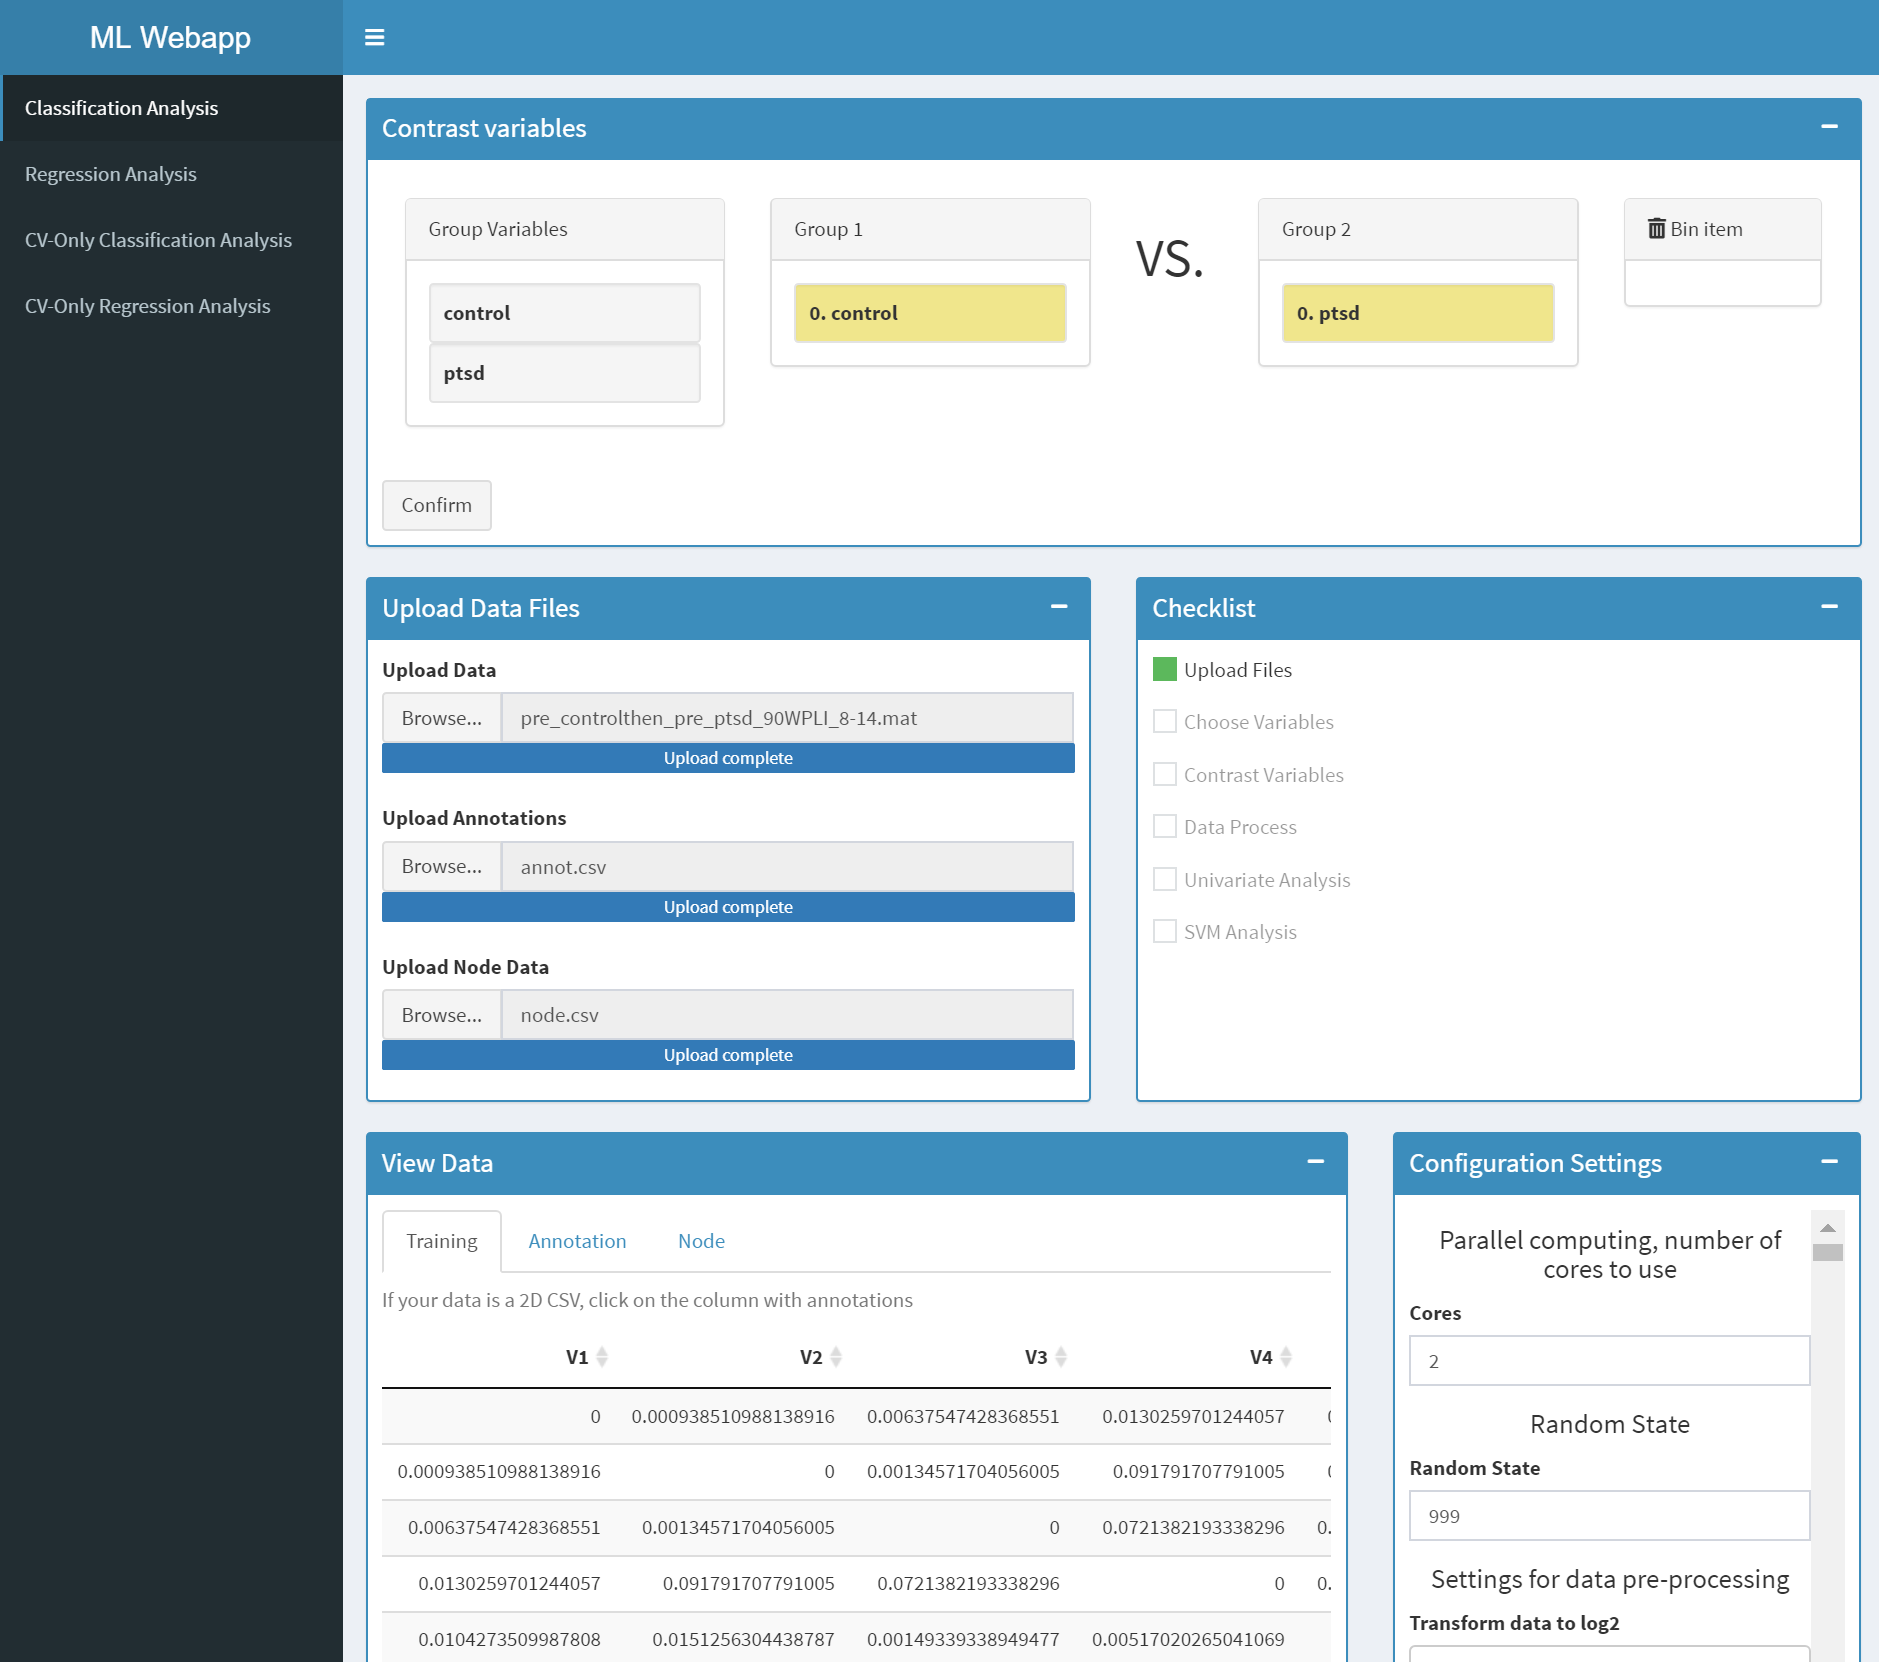 ML Webapp
Classification Analysis
Regression Analysis
CV-Only Classification Analysis
CV-Only Regression Analysis
Contrast variables
Group Variables
control
ptsd
Group 1
0. control
VS.
Group 2
0. ptsd
Bin item
Confirm
Upload Data Files
Upload Data
Browse... pre_controlthen_pre_ptsd_90WPLI_8-14.mat
Upload complete
Upload Annotations
Browse... annot.csv
Upload complete
Upload Node Data
Browse... node.csv
Upload complete
Checklist
Upload Files
Choose Variables
Contrast Variables
Data Process
Univariate Analysis
SVM Analysis
View Data
Training Annotation Node
If your data is a 2D CSV, click on the column with annotations
V1 V2 V3 V4
0 0.000938510988138916 0.00637547428368551 0.0130259701244057
0.000938510988138916 0 0.00134571704056005 0.091791707791005
0.00637547428368551 0.00134571704056005 0 0.0721382193338296 0.
0.0130259701244057 0.091791707791005 0.0721382193338296 0 0.
0.0104273509987808 0.0151256304438787 0.00149339338949477 0.00517020265041069
Configuration Settings
Parallel computing, number of
cores to use
Cores
2
Random State
Random State
999
Settings for data pre-processing
Transform data to log2